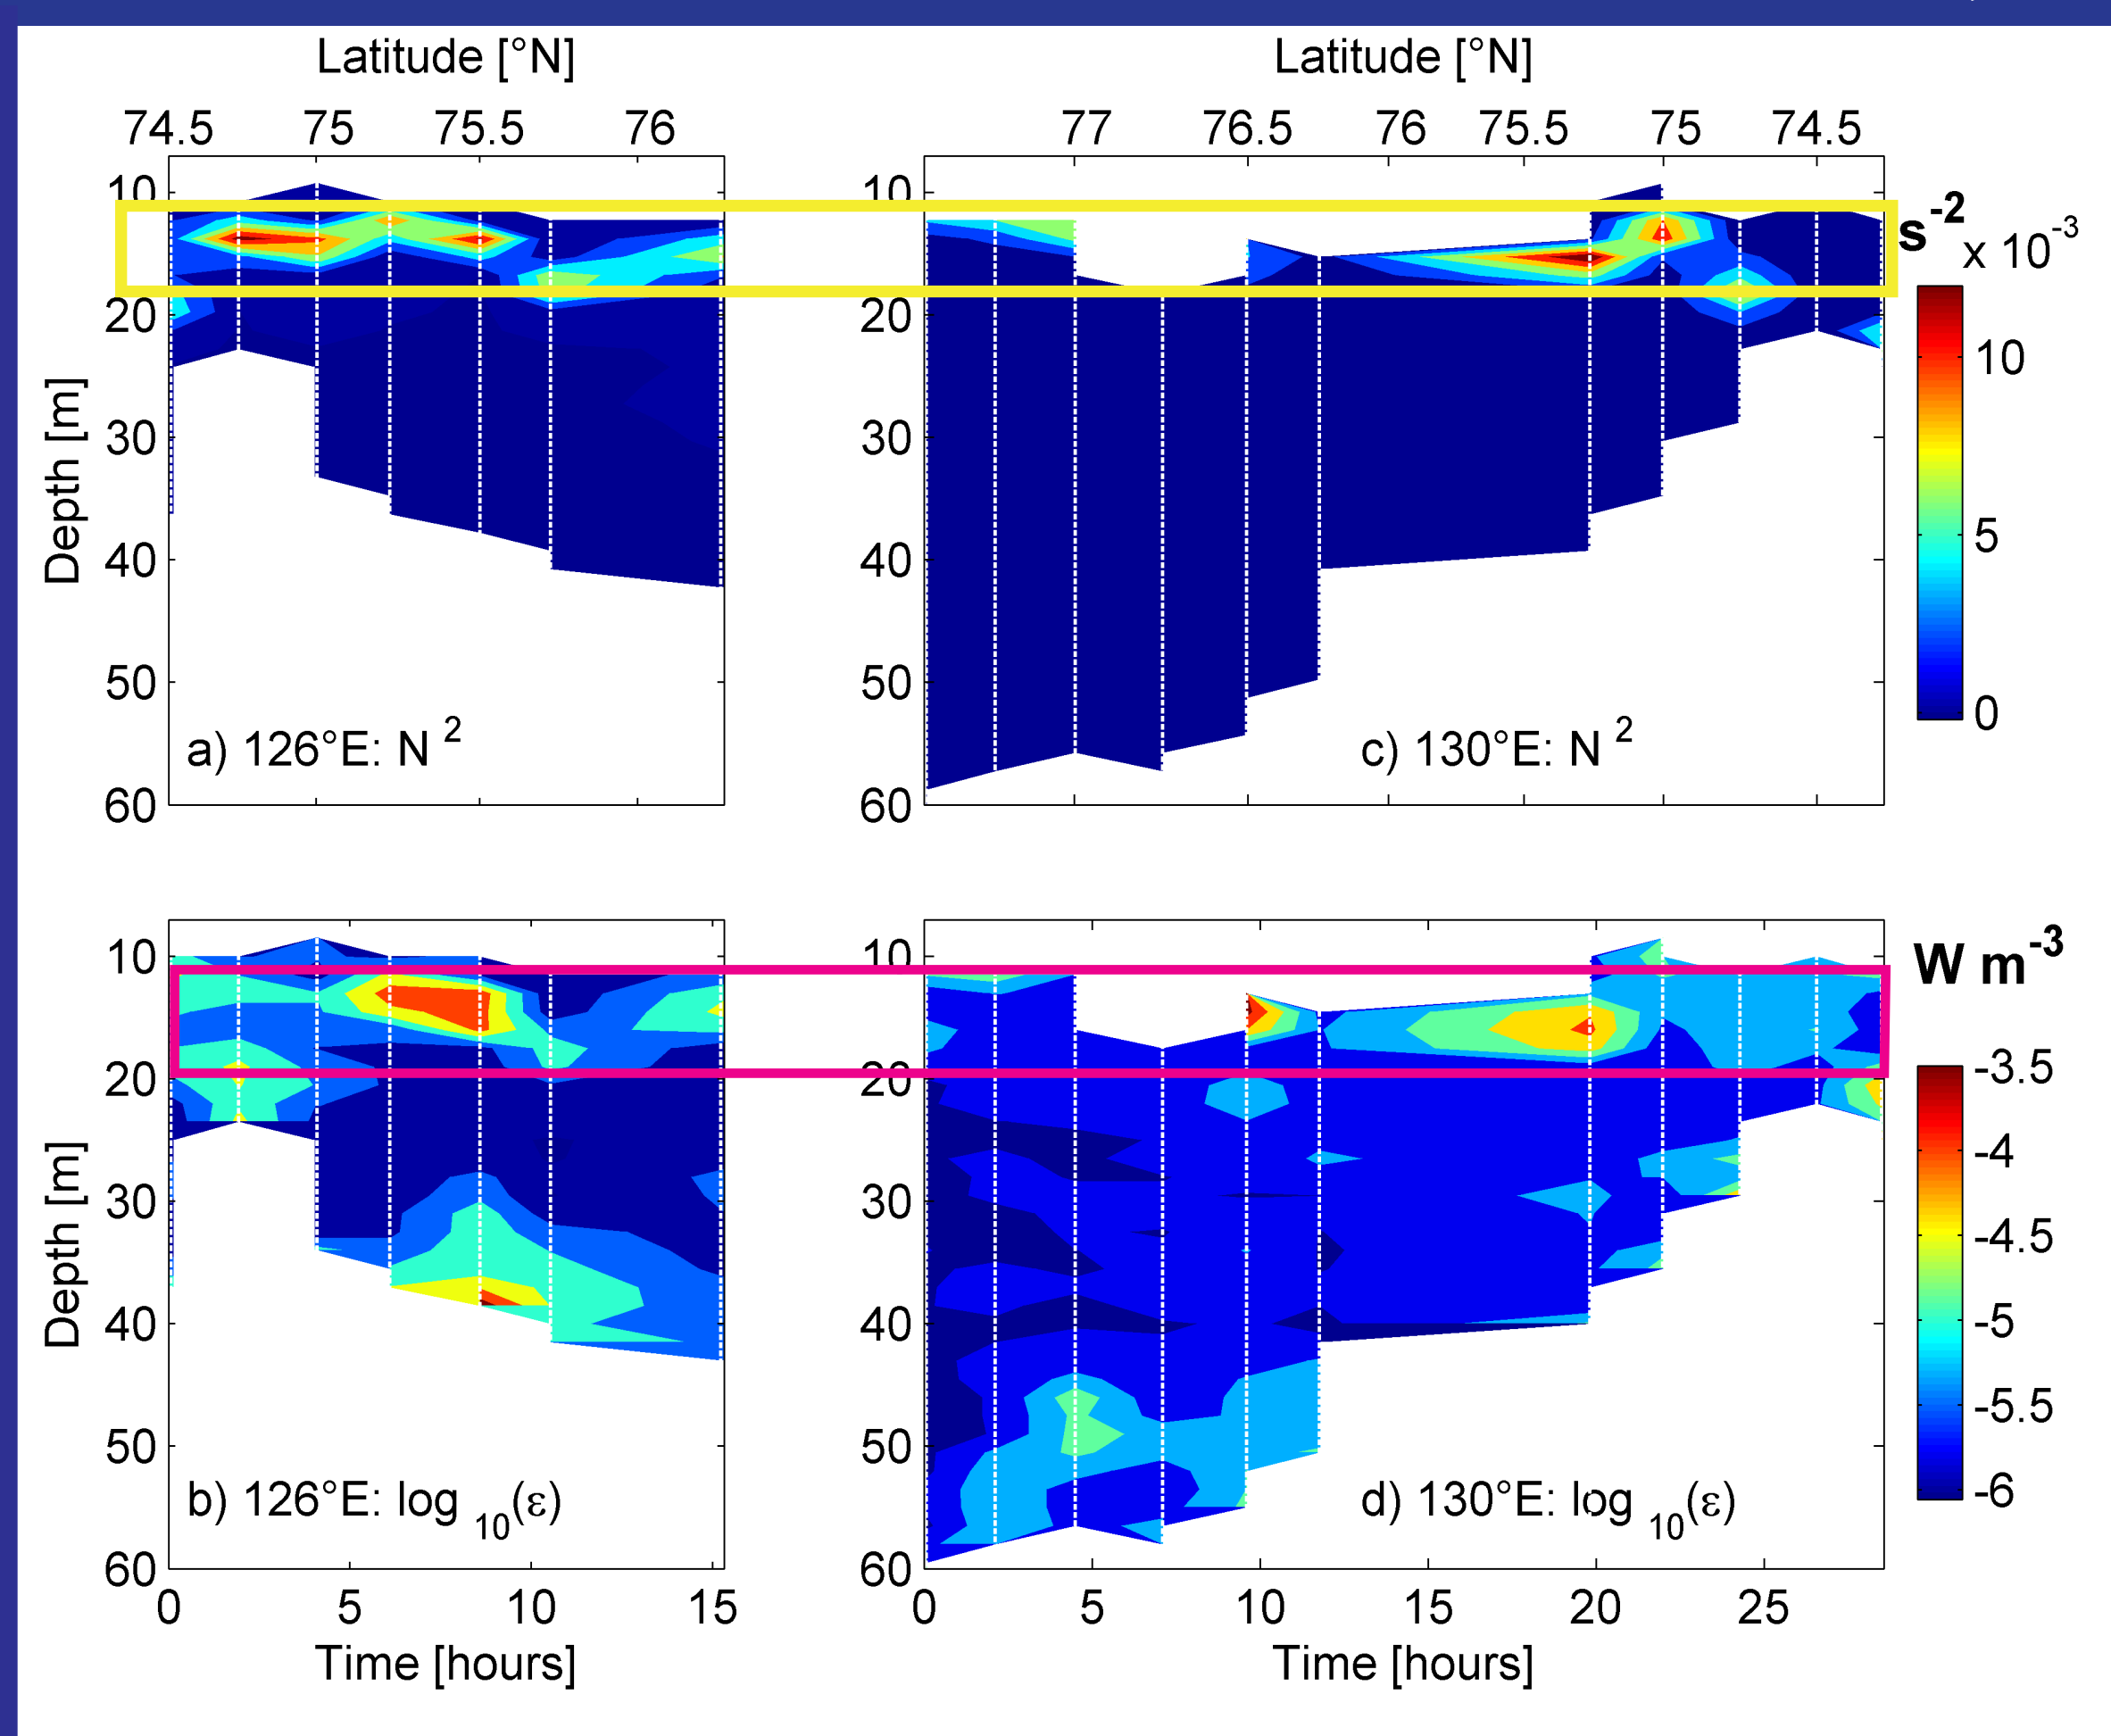 Latitude [°N]
Latitude [°N]
74.5 75 75.5 76
77 76.5 76 75.5 75 74.5
10
20
30
40
50
60
Depth [m]
a) 126°E: N 2
10
20
30
40
50
60
c) 130°E: N 2
s-2
x 10-3
10
5
0
10
20
30
40
50
60
Depth [m]
b) 126°E: log 10(ε)
0 5 10 15
Time [hours]
10
20
30
40
50
60
d) 130°E: log 10(ε)
0 5 10 15 20 25
Time [hours]
W m-3
-3.5
-4
-4.5
-5
-5.5
-6